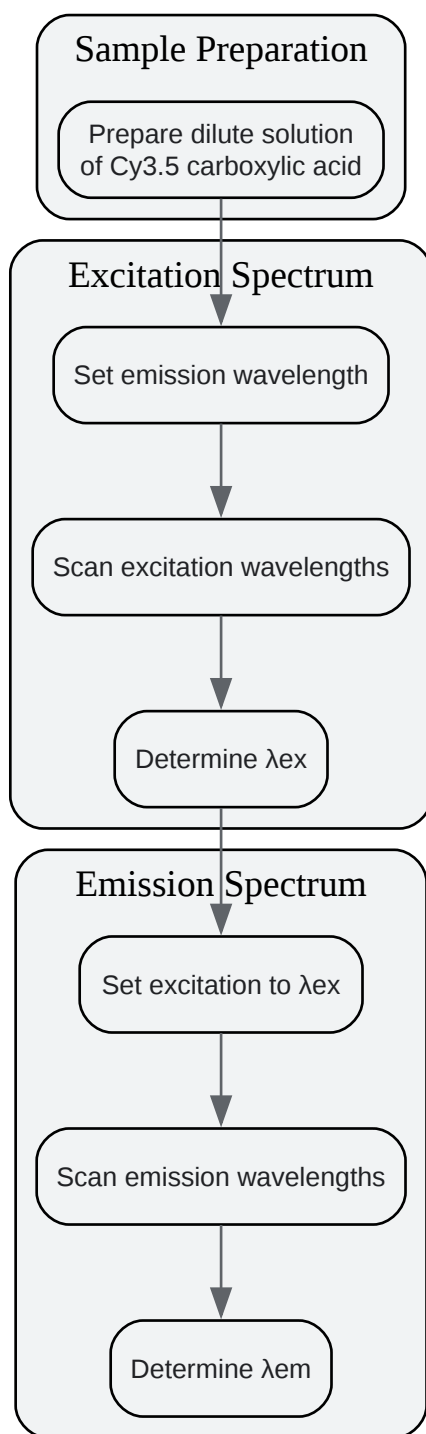 Sample Preparation
Prepare dilute solution
of Cy3.5 carboxylic acid
Excitation Spectrum
Set emission wavelength
Scan excitation wavelengths
Determine λex
Emission Spectrum
Set excitation to λex
Scan emission wavelengths
Determine λem